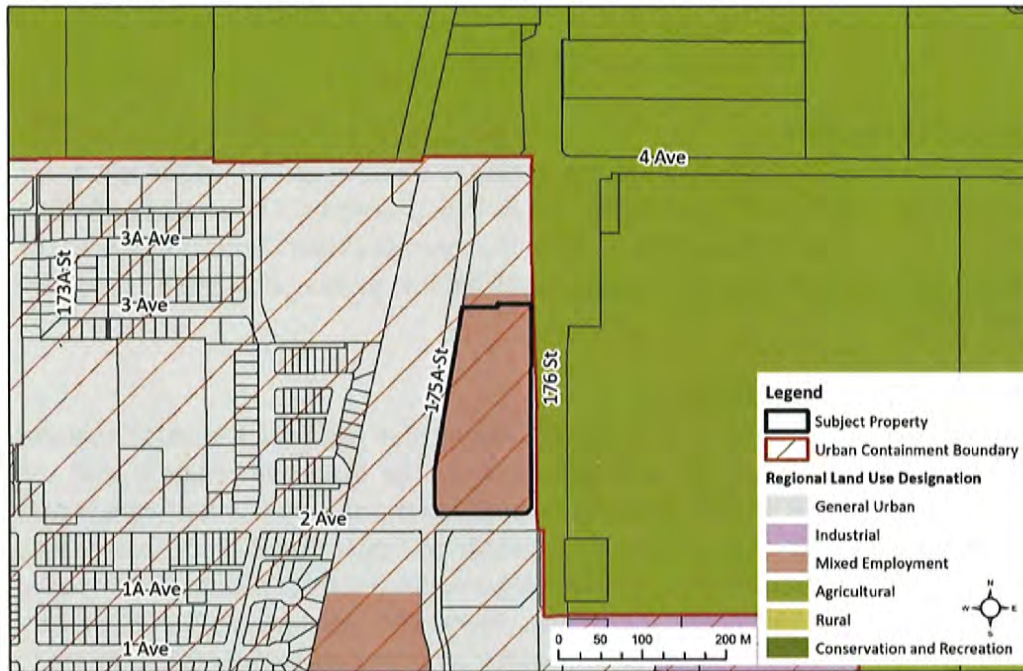 4 Ave
3A Ave
173A St
3 Ave
175A St
176 St
2 Ave
1A Ave
1 Ave
Legend
Subject Property
Urban Containment Boundary
Regional Land Use Designation
General Urban
Industrial
Mixed Employment
Agricultural
Rural
Conservation and Recreation
N
W E
S
0 50 100 200 M